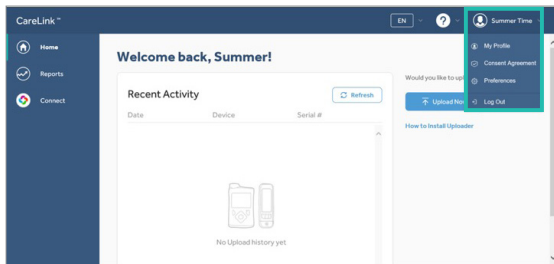 CareLink™
EN
?
Summer Time
Home
Reports
Connect
My Profile
Consent Agreement
Preferences
Log Out
Welcome back, Summer!
Recent Activity
Refresh
Date Device Serial #
No Upload history yet
Would you like to up
Upload No
How to Install Uploader